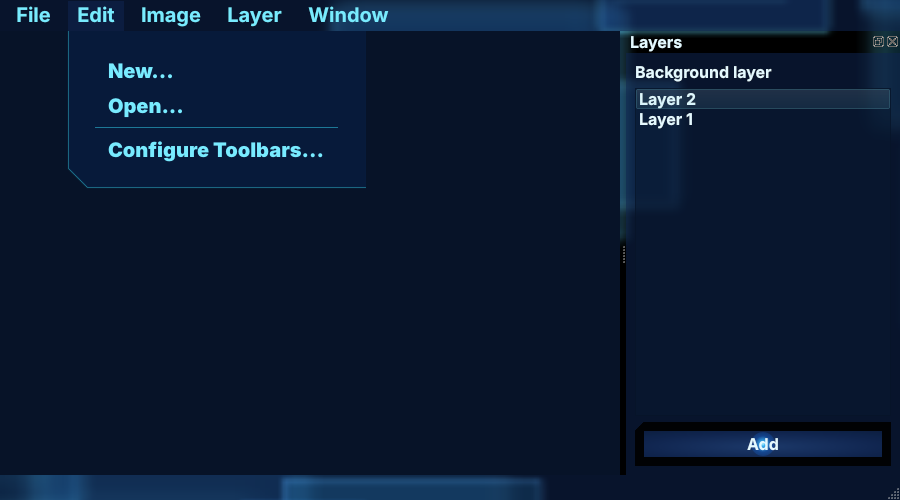 File Edit Image Layer Window
New...
Open...
Configure Toolbars...
Layers
Background layer
Layer 2
Layer 1
Add